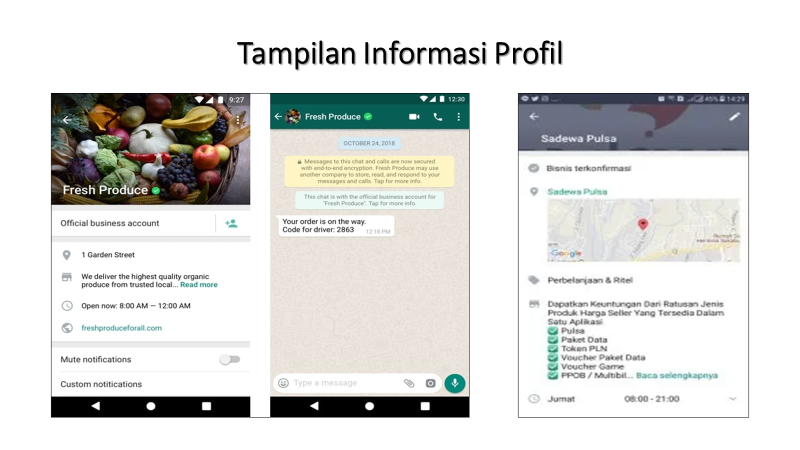 Tampilan Informasi Profil
9:27
Fresh Produce
Official business account
1 Garden Street
We deliver the highest quality organic
produce from trusted local... Read more
Open now: 8:00 AM — 12:00 AM
freshproduceforall.com
Mute notifications
Custom notitications
12:30
Fresh Produce
OCTOBER 24, 2018
Messages to this chat and calls are now secured
with end-to-end encryption. Fresh Produce may use
another company to store, read, and respond to your
messages and calls. Tap for more info.
This chat is with the official business account for
"Fresh Produce". Tap for more info.
Your order is on the way.
Code for driver: 2863 12:18 PM
Type a message
45% 14:29
Sadewa Pulsa
Bisnis terkonfirmasi
Sadewa Pulsa
Google
Perbelanjaan & Ritel
Dapatkan Keuntungan Dari Ratusan Jenis
Produk Harga Seller Yang Tersedia Dalam
Satu Aplikasi
Pulsa
Paket Data
Token PLN
Voucher Paket Data
Voucher Game
PPOB / Multibil... Baca selengkapnya
Jumat 08:00 - 21:00